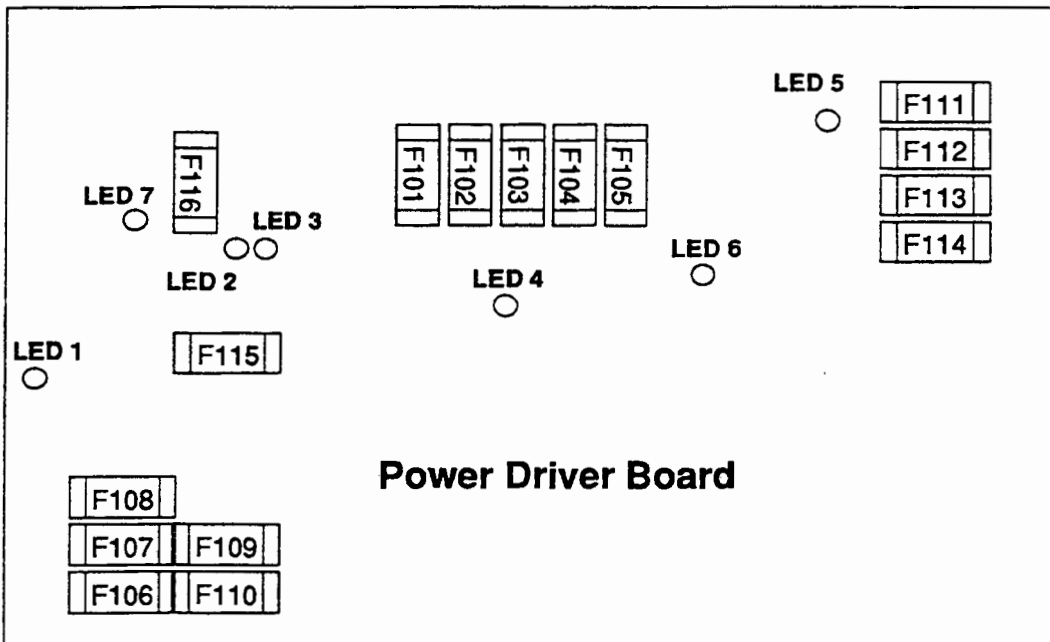 LED 5
F111
F112
F113
F114
F116
LED 7
LED 3
LED 2
F101
F102
F103
F104
F105
LED 6
LED 4
LED 1
F115
Power Driver Board
F108
F107
F109
F106
F110